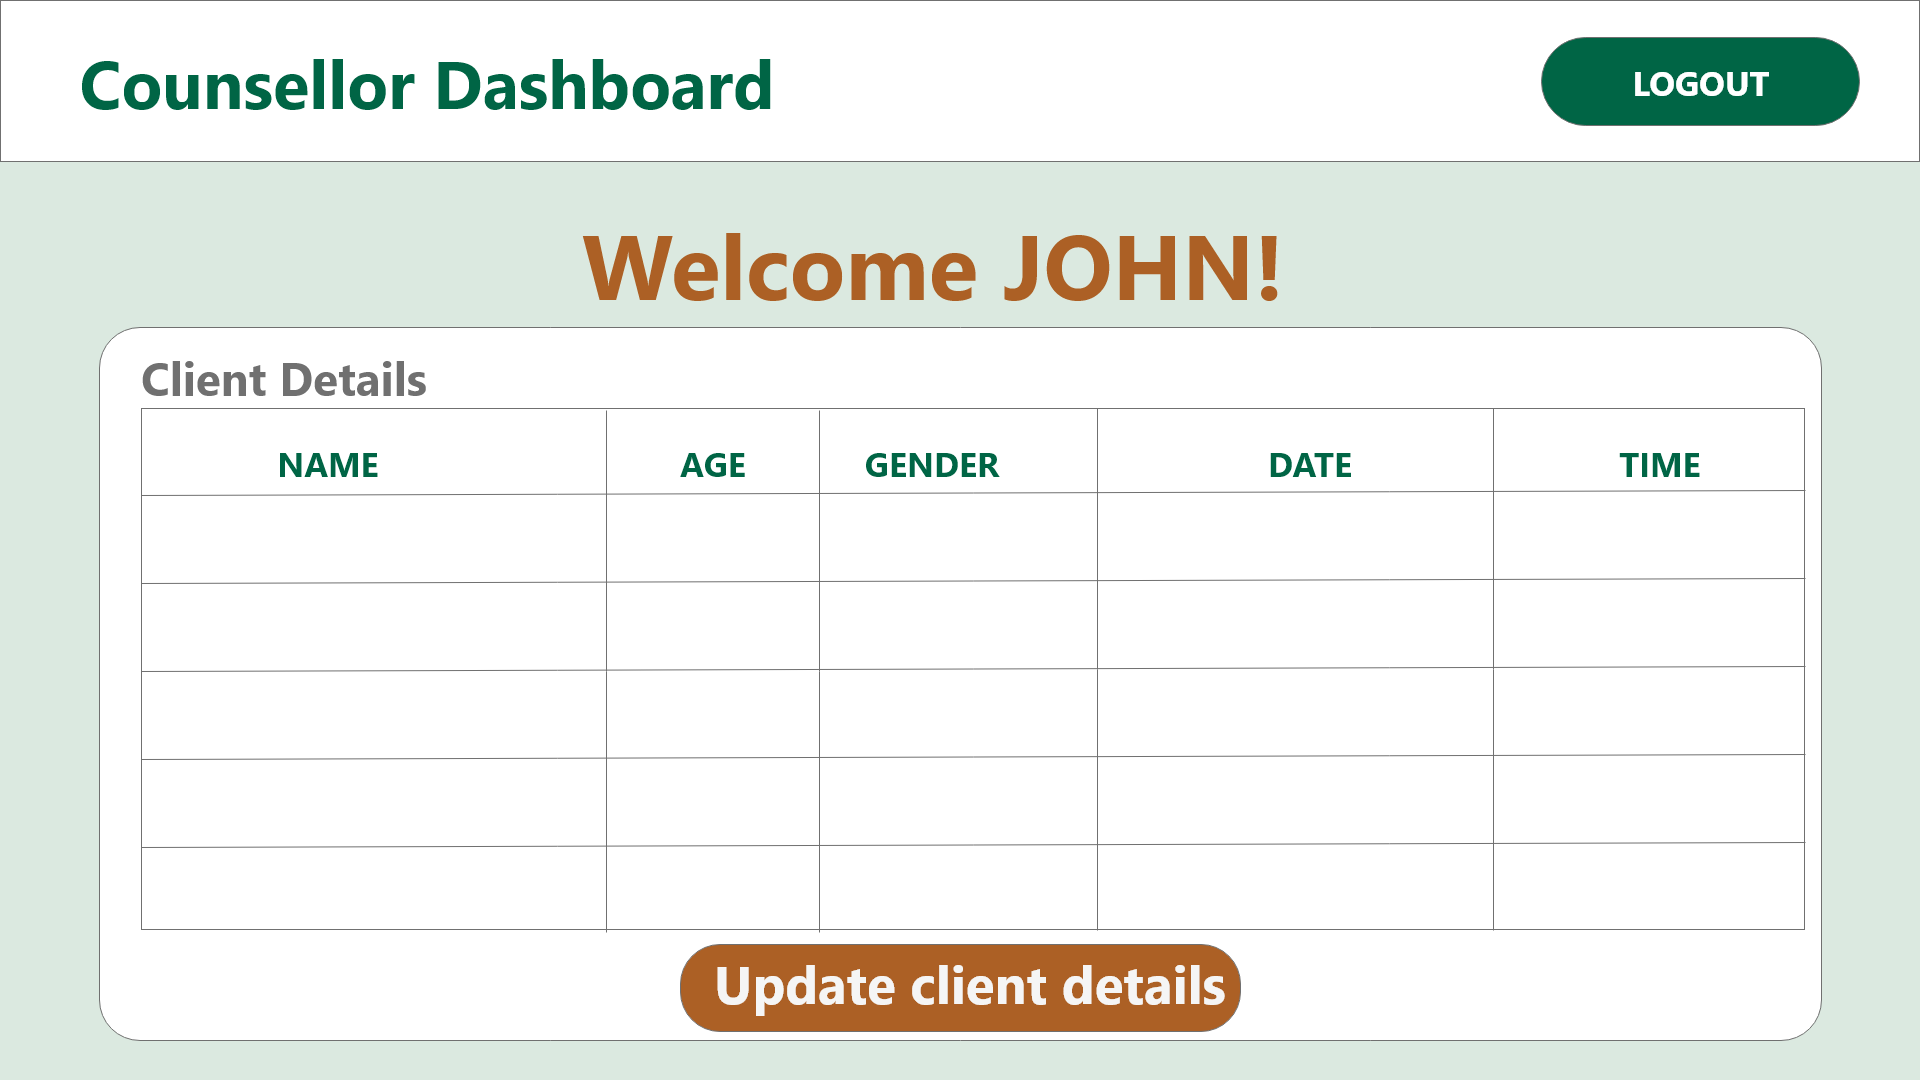 Counsellor Dashboard
LOGOUT
Welcome JOHN!
Client Details
NAME AGE GENDER DATE TIME
Update client details